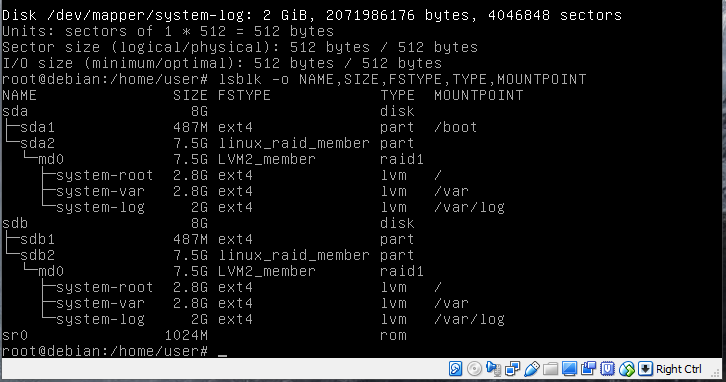 Disk /dev/mapper/system-log: 2 GiB, 2071986176 bytes, 4046848 sectors
Units: sectors of 1 * 512 = 512 bytes
Sector size (logical/physical): 512 bytes / 512 bytes
I/O size (minimum/optimal): 512 bytes / 512 bytes
root@debian:/home/user# lsblk -o NAME,SIZE,FSTYPE,TYPE,MOUNTPOINT
NAME                SIZE FSTYPE            TYPE  MOUNTPOINT
sda                   8G                   disk
├─sda1              487M ext4              part  /boot
└─sda2              7.5G linux_raid_member part
  └─md0             7.5G LVM2_member       raid1
    ├─system-root   2.8G ext4              lvm   /
    ├─system-var    2.8G ext4              lvm   /var
    └─system-log      2G ext4              lvm   /var/log
sdb                   8G                   disk
├─sdb1              487M ext4              part
└─sdb2              7.5G linux_raid_member part
  └─md0             7.5G LVM2_member       raid1
    ├─system-root   2.8G ext4              lvm   /
    ├─system-var    2.8G ext4              lvm   /var
    └─system-log      2G ext4              lvm   /var/log
sr0                1024M                   rom
root@debian:/home/user# _
Right Ctrl